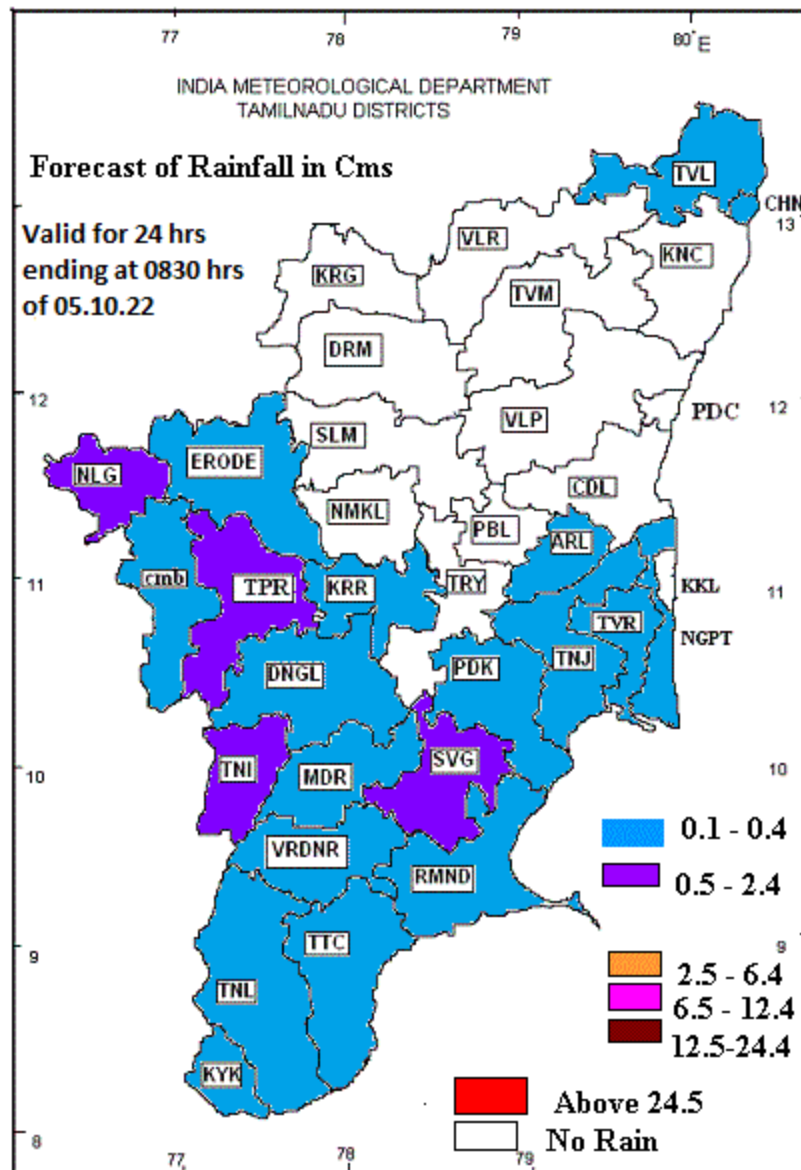 77 78 79 80°E
INDIA METEOROLOGICAL DEPARTMENT
TAMILNADU DISTRICTS
Forecast of Rainfall in Cms
TVL
CHN
13
Valid for 24 hrs
ending at 0830 hrs
of 05.10.22
VLR
KNC
KRG
TVM
DRM
12 12
PDC
VLP
SLM
ERODE
NLG
CDL
NMKL
PBL
ARL
11 11
cmb
TPR
KRR
TRY
KKL
TVR
NGPT
TNJ
DNGL
PDK
10 10
TNI
MDR
SVG
0.1 - 0.4
VRDNR
RMND
0.5 - 2.4
9 9
TTC
2.5 - 6.4
TNL
6.5 - 12.4
12.5-24.4
KYK
Above 24.5
No Rain
8
77 78 79